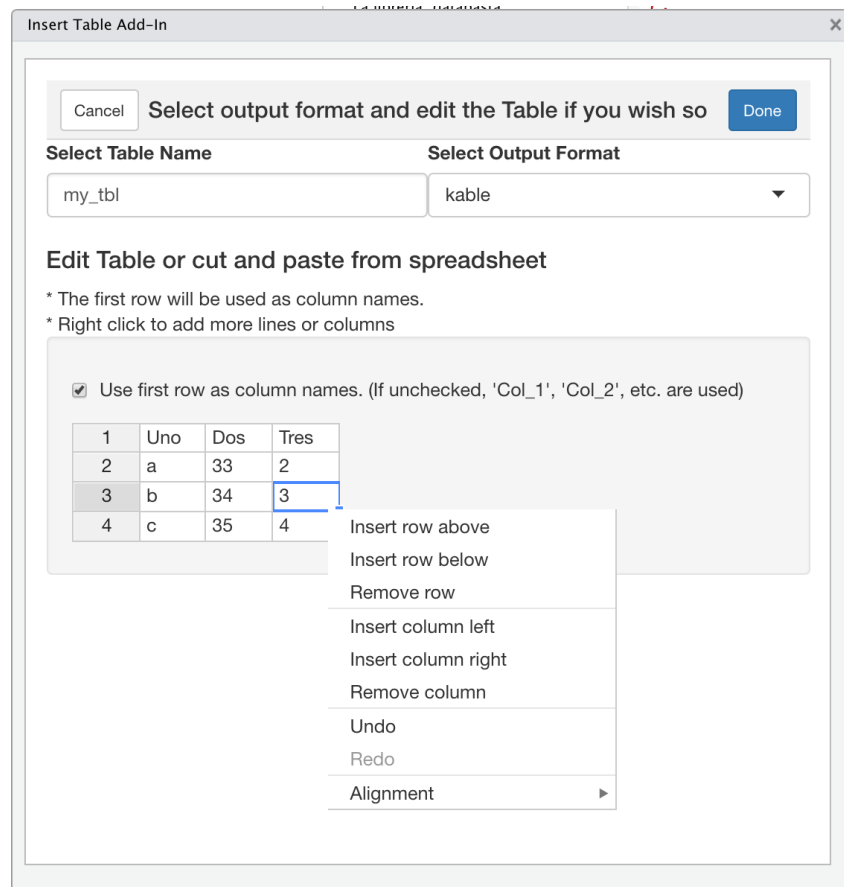 Insert Table Add-In
Cancel Select output format and edit the Table if you wish so Done
Select Table Name Select Output Format
my_tbl kable
Edit Table or cut and paste from spreadsheet
* The first row will be used as column names.
* Right click to add more lines or columns
Use first row as column names. (If unchecked, 'Col_1', 'Col_2', etc. are used)
1 Uno Dos Tres
2 a 33 2
3 b 34 3
4 c 35 4
Insert row above
Insert row below
Remove row
Insert column left
Insert column right
Remove column
Undo
Redo
Alignment